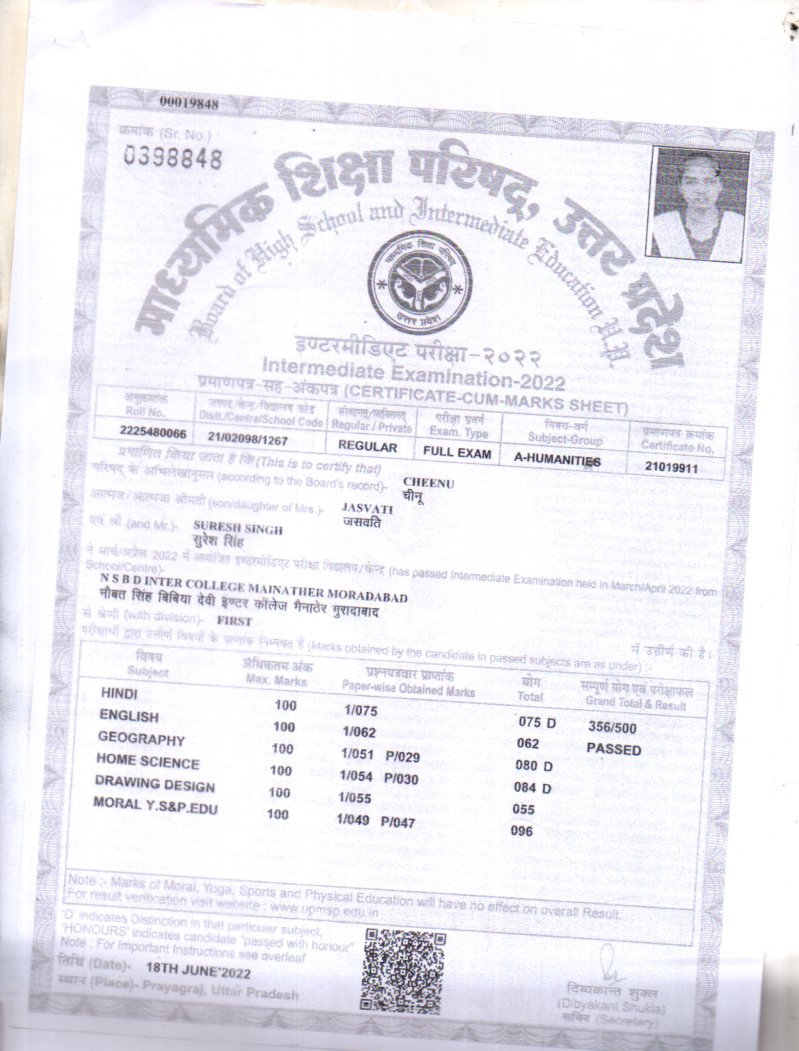 00019848
क्रमांक (Sr. No.)
0398848
माध्यमिक शिक्षा परिषद्, उत्तर प्रदेश
Board of High School and Intermediate Education U.P.
माध्यमिक शिक्षा परिषद
उत्तर प्रदेश
इण्टरमीडिएट परीक्षा-२०२२
Intermediate Examination-2022
प्रमाणपत्र-सह-अंकपत्र (CERTIFICATE-CUM-MARKS SHEET)
अनुक्रमांक जनपद/केन्द्र/विद्यालय कोड संस्थागत/व्यक्तिगत परीक्षा प्रवर्ग विषय-वर्ग प्रमाणपत्र क्रमांक
Roll No. Distt./Centre/School Code Regular / Private Exam. Type Subject-Group Certificate No.
2225480066 21/02098/1267 REGULAR FULL EXAM A-HUMANITIES 21019911
प्रमाणित किया जाता है कि (This is to certify that)
परिषद् के अभिलेखानुसार (according to the Board's record)- CHEENU
चीनू
आत्मज/आत्मजा श्रीमती (son/daughter of Mrs.)- JASVATI
जसवति
एवं श्री (and Mr.)- SURESH SINGH
सुरेश सिंह
ने मार्च/अप्रैल 2022 में आयोजित इण्टरमीडिएट परीक्षा विद्यालय/केन्द्र (has passed Intermediate Examination held in March/April 2022 from
School/Centre)-
N S B D INTER COLLEGE MAINATHER MORADABAD
नौबत सिंह बिबिया देवी इंण्टर कॉलेज मैनाठेर मुरादाबाद
से श्रेणी (with division)- FIRST में उत्तीर्ण की है।
परीक्षार्थी द्वारा उत्तीर्ण विषयों के प्राप्तांक निम्नवत हैं (Marks obtained by the candidate in passed subjects are as under) :-
विषय अधिकतम अंक प्रश्नपत्रवार प्राप्तांक योग सम्पूर्ण योग एवं परीक्षाफल
Subject Max. Marks Paper-wise Obtained Marks Total Grand Total & Result
HINDI 100 1/075 075 D 356/500
ENGLISH 100 1/062 062 PASSED
GEOGRAPHY 100 1/051 P/029 080 D
HOME SCIENCE 100 1/054 P/030 084 D
DRAWING DESIGN 100 1/055 055
MORAL Y.S&P.EDU 100 1/049 P/047 096
Note :- Marks of Moral, Yoga, Sports and Physical Education will have no effect on overall Result.
For result verification visit website : www.upmsp.edu.in
'D' indicates Distinction in that particular subject,
'HONOURS' indicates candidate "passed with honour"
Note : For Important Instructions see overleaf
तिथि (Date)- 18TH JUNE'2022
स्थान (Place)- Prayagraj, Uttar Pradesh
दिव्यकान्त शुक्ल
(Dibyakant Shukla)
सचिव (Secretary)